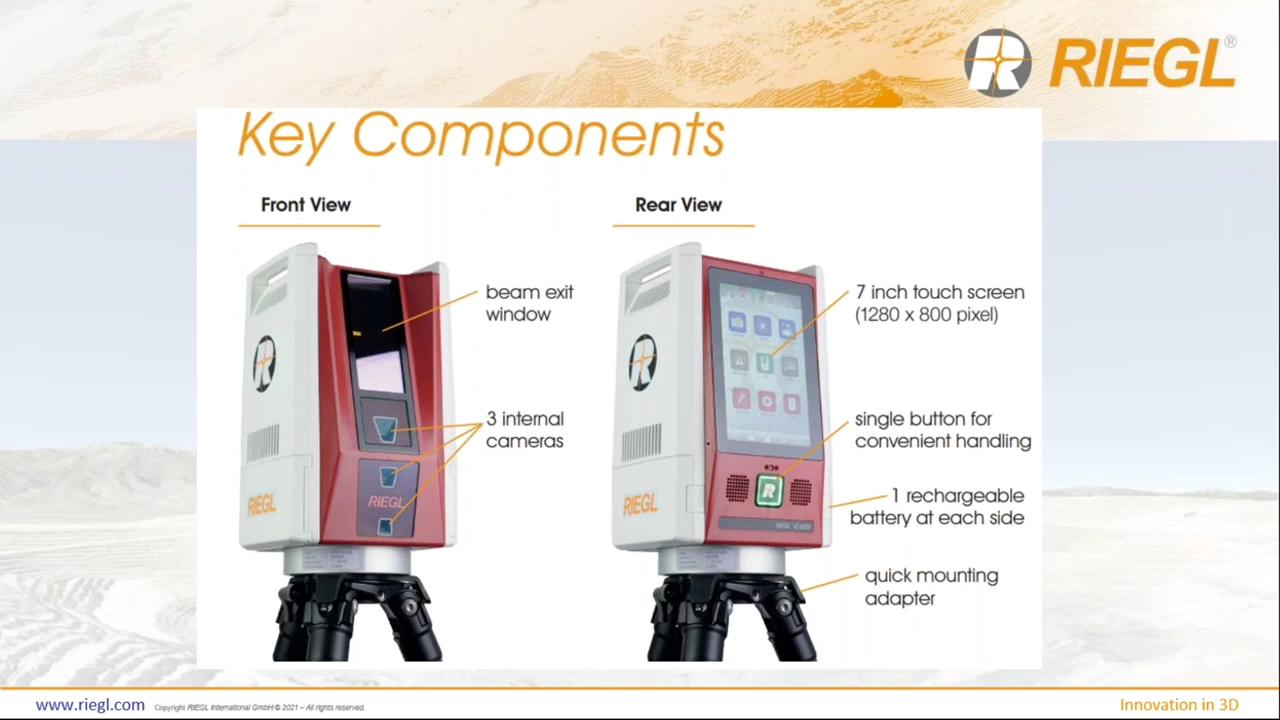 RIEGL®
Key Components
Front View
Rear View
beam exit
window
3 internal
cameras
RIEGL
RIEGL
7 inch touch screen
(1280 x 800 pixel)
single button for
convenient handling
1 rechargeable
battery at each side
quick mounting
adapter
RIEGL
www.riegl.com
Copyright RIEGL International GmbH © 2021 – All rights reserved.
Innovation in 3D